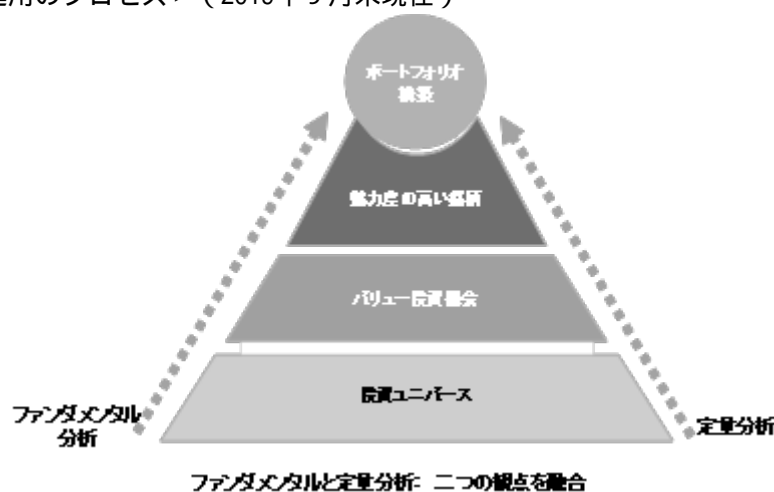 用のプロセス＞（2016年9月末現在）
ポートフォリオ
構築
魅力度の高い銘柄
バリュー投資機会
投資ユニバース
ファンダメンタル
分析
定量分析
ファンダメンタルと定量分析: 二つの観点を融合